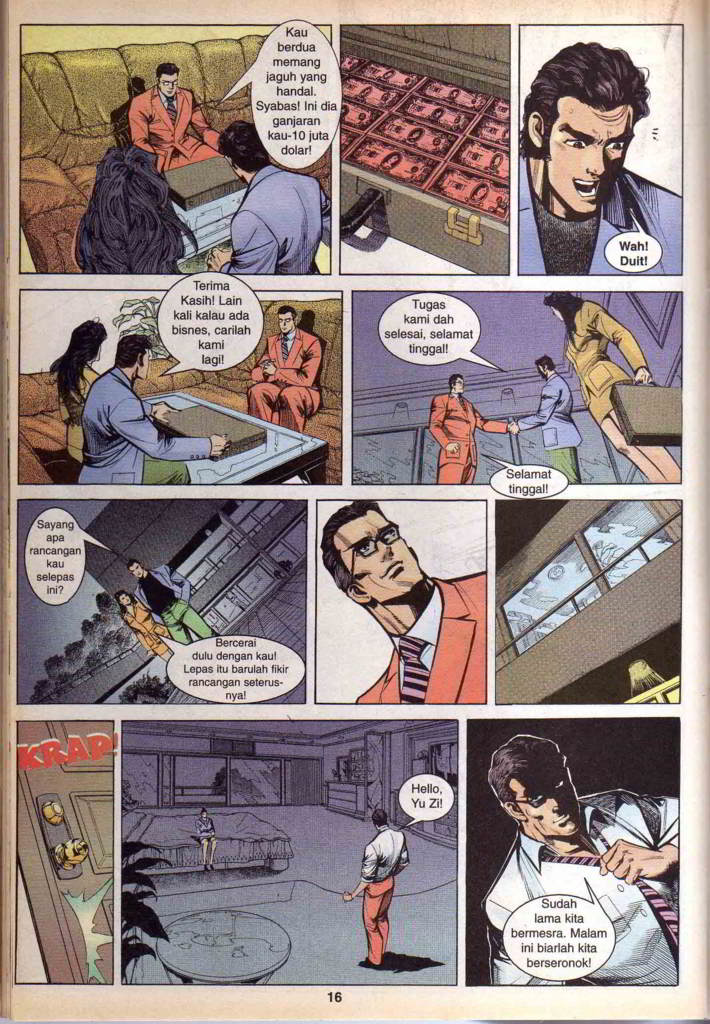 Kau
berdua
memang
jaguh yang
handal.
Syabas! Ini dia
ganjaran
kau-10 juta
dolar!
Wah!
Duit!
Terima
Kasih! Lain
kali kalau ada
bisnes, carilah
kami
lagi!
Tugas
kami dah
selesai, selamat
tinggal!
Selamat
tinggal!
Sayang
apa
rancangan
kau
selepas
ini?
Bercerai
dulu dengan kau!
Lepas itu barulah fikir
rancangan seterus-
nya!
KRAP!
Hello,
Yu Zi!
Sudah
lama kita
bermesra. Malam
ini biarlah kita
berseronok!
16